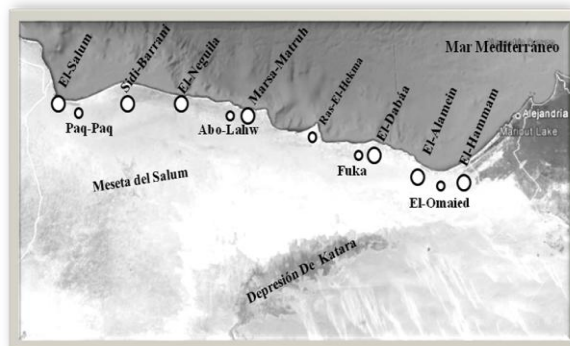 Mar Mediterráneo
El-Salum
Sidi-Barrani
El-Neguila
Marsa-Matruh
Ras-El-Hekma
El-Dabáa
El-Alamein
El-Hammam
Alejandría
Mariout Lake
Paq-Paq
Abo-Lahw
Fuka
El-Omaied
Meseta del Salum
Depresión De Katara